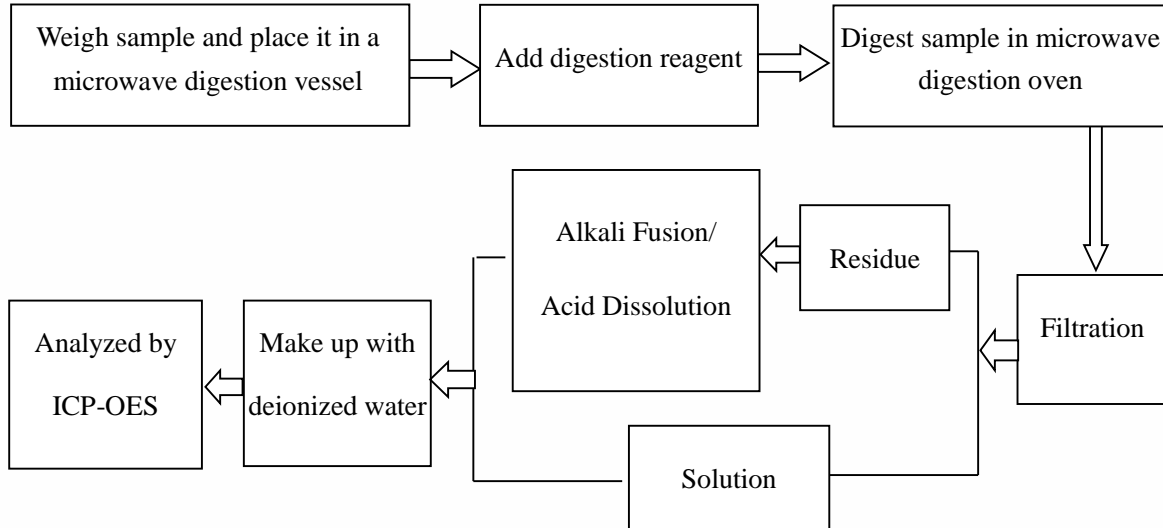 Weigh sample and place it in a
microwave digestion vessel
Add digestion reagent
Digest sample in microwave
digestion oven
Filtration
Residue
Alkali Fusion/
Acid Dissolution
Solution
Make up with
deionized water
Analyzed by
ICP-OES